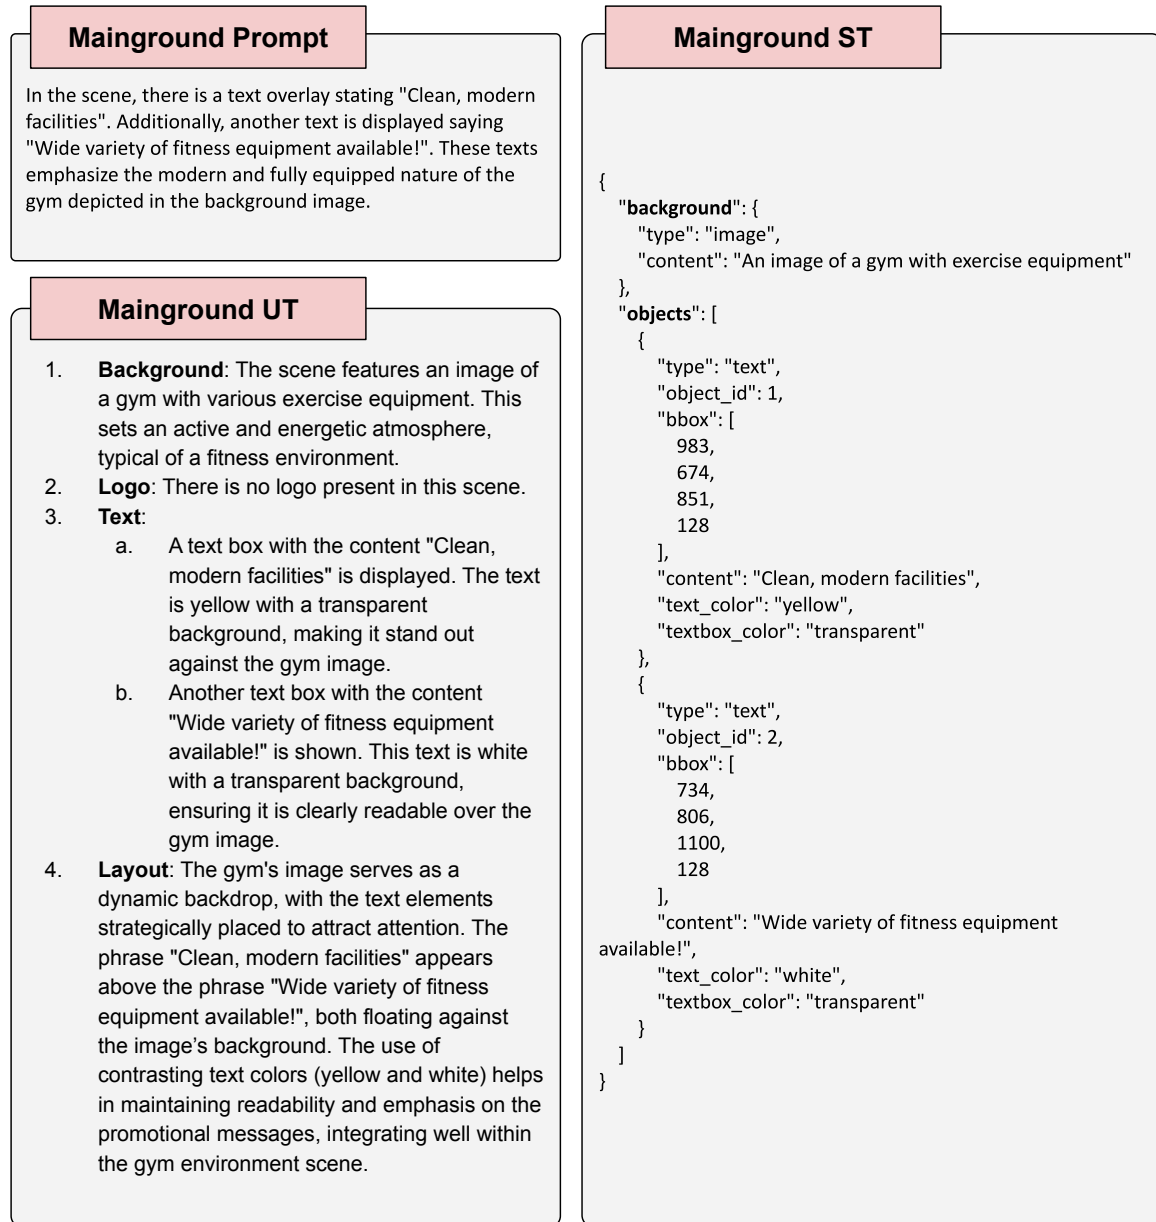 Mainground Prompt
In the scene, there is a text overlay stating "Clean, modern
facilities". Additionally, another text is displayed saying
"Wide variety of fitness equipment available!". These texts
emphasize the modern and fully equipped nature of the
gym depicted in the background image.
Mainground UT
1. Background: The scene features an image of
a gym with various exercise equipment. This
sets an active and energetic atmosphere,
typical of a fitness environment.
2. Logo: There is no logo present in this scene.
3. Text:
a. A text box with the content "Clean,
modern facilities" is displayed. The text
is yellow with a transparent
background, making it stand out
against the gym image.
b. Another text box with the content
"Wide variety of fitness equipment
available!" is shown. This text is white
with a transparent background,
ensuring it is clearly readable over the
gym image.
4. Layout: The gym's image serves as a
dynamic backdrop, with the text elements
strategically placed to attract attention. The
phrase "Clean, modern facilities" appears
above the phrase "Wide variety of fitness
equipment available!", both floating against
the image’s background. The use of
contrasting text colors (yellow and white) helps
in maintaining readability and emphasis on the
promotional messages, integrating well within
the gym environment scene.
Mainground ST
{
"background": {
"type": "image",
"content": "An image of a gym with exercise equipment"
},
"objects": [
{
"type": "text",
"object_id": 1,
"bbox": [
983,
674,
851,
128
],
"content": "Clean, modern facilities",
"text_color": "yellow",
"textbox_color": "transparent"
},
{
"type": "text",
"object_id": 2,
"bbox": [
734,
806,
1100,
128
],
"content": "Wide variety of fitness equipment
available!",
"text_color": "white",
"textbox_color": "transparent"
}
]
}